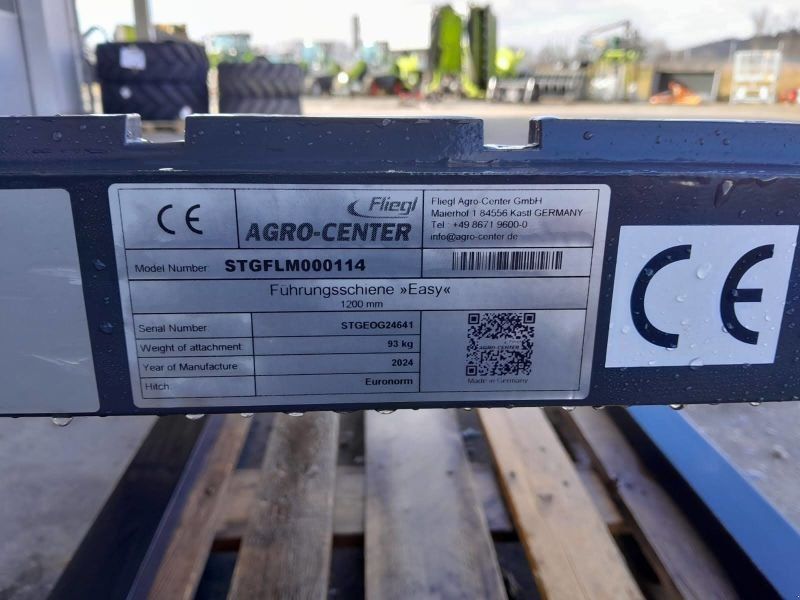 CE
Fliegl
AGRO-CENTER
Fliegl Agro-Center GmbH
Maierhof 1 84556 Kastl GERMANY
Tel.: +49 8671 9600-0
info@agro-center.de
Model Number: STGFLM000114
Führungsschiene »Easy«
1200 mm
Serial Number: STGEOG24641
Weight of attachment: 93 kg
Year of Manufacture: 2024
Hitch: Euronorm
AGRO-CENTER
Made in Germany
CE